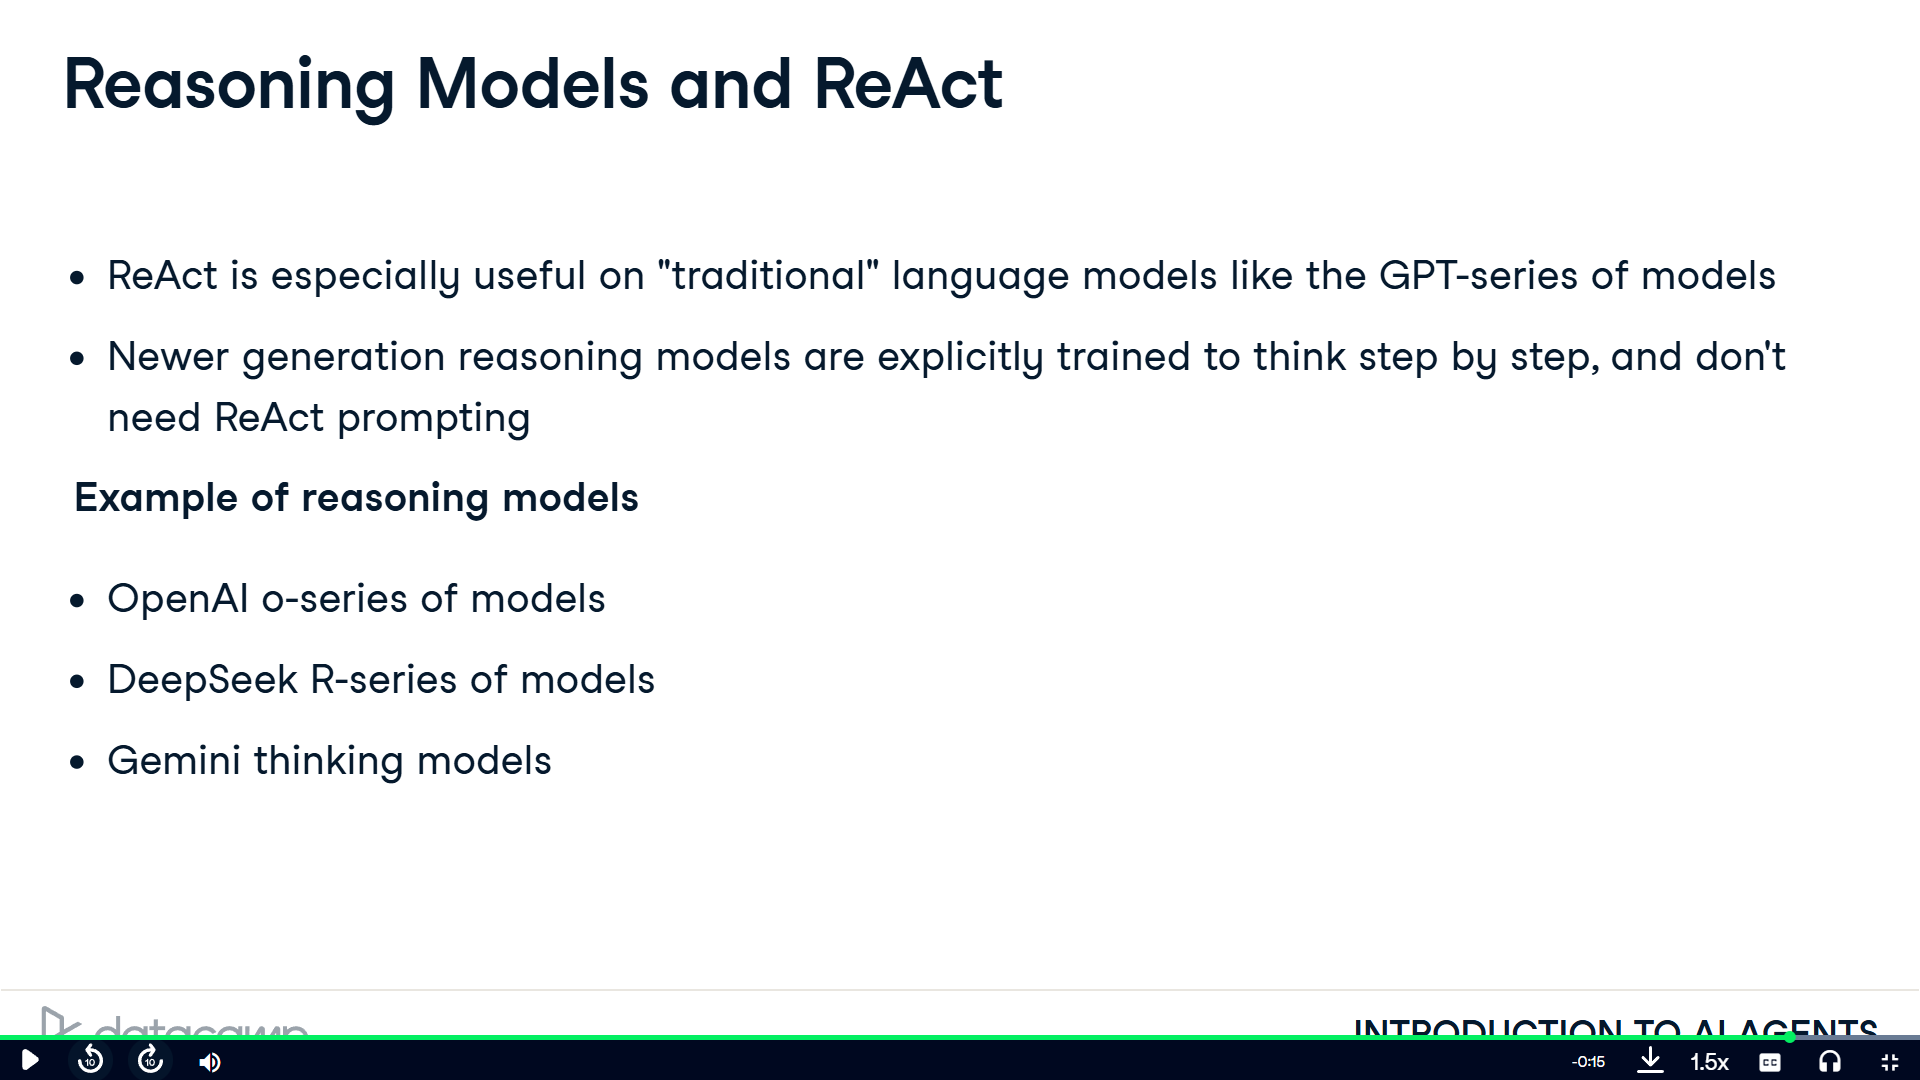 Reasoning Models and ReAct
• ReAct is especially useful on "traditional" language models like the GPT-series of models
• Newer generation reasoning models are explicitly trained to think step by step, and don't
need ReAct prompting
Example of reasoning models
• OpenAI o-series of models
• DeepSeek R-series of models
• Gemini thinking models
datacamp
INTRODUCTION TO AI AGENTS
10
10
-0:15
1.5x
CC